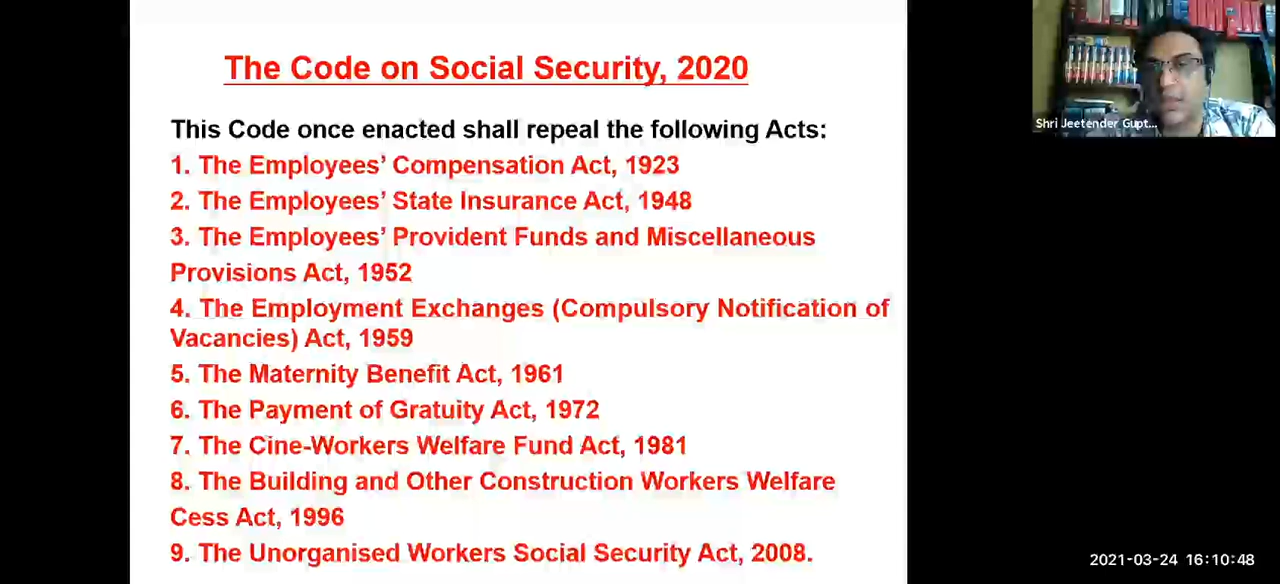 The Code on Social Security, 2020
This Code once enacted shall repeal the following Acts:
1. The Employees’ Compensation Act, 1923
2. The Employees’ State Insurance Act, 1948
3. The Employees’ Provident Funds and Miscellaneous
Provisions Act, 1952
4. The Employment Exchanges (Compulsory Notification of
Vacancies) Act, 1959
5. The Maternity Benefit Act, 1961
6. The Payment of Gratuity Act, 1972
7. The Cine-Workers Welfare Fund Act, 1981
8. The Building and Other Construction Workers Welfare
Cess Act, 1996
9. The Unorganised Workers Social Security Act, 2008.
Shri Jeetender Gupt...
2021-03-24 16:10:48